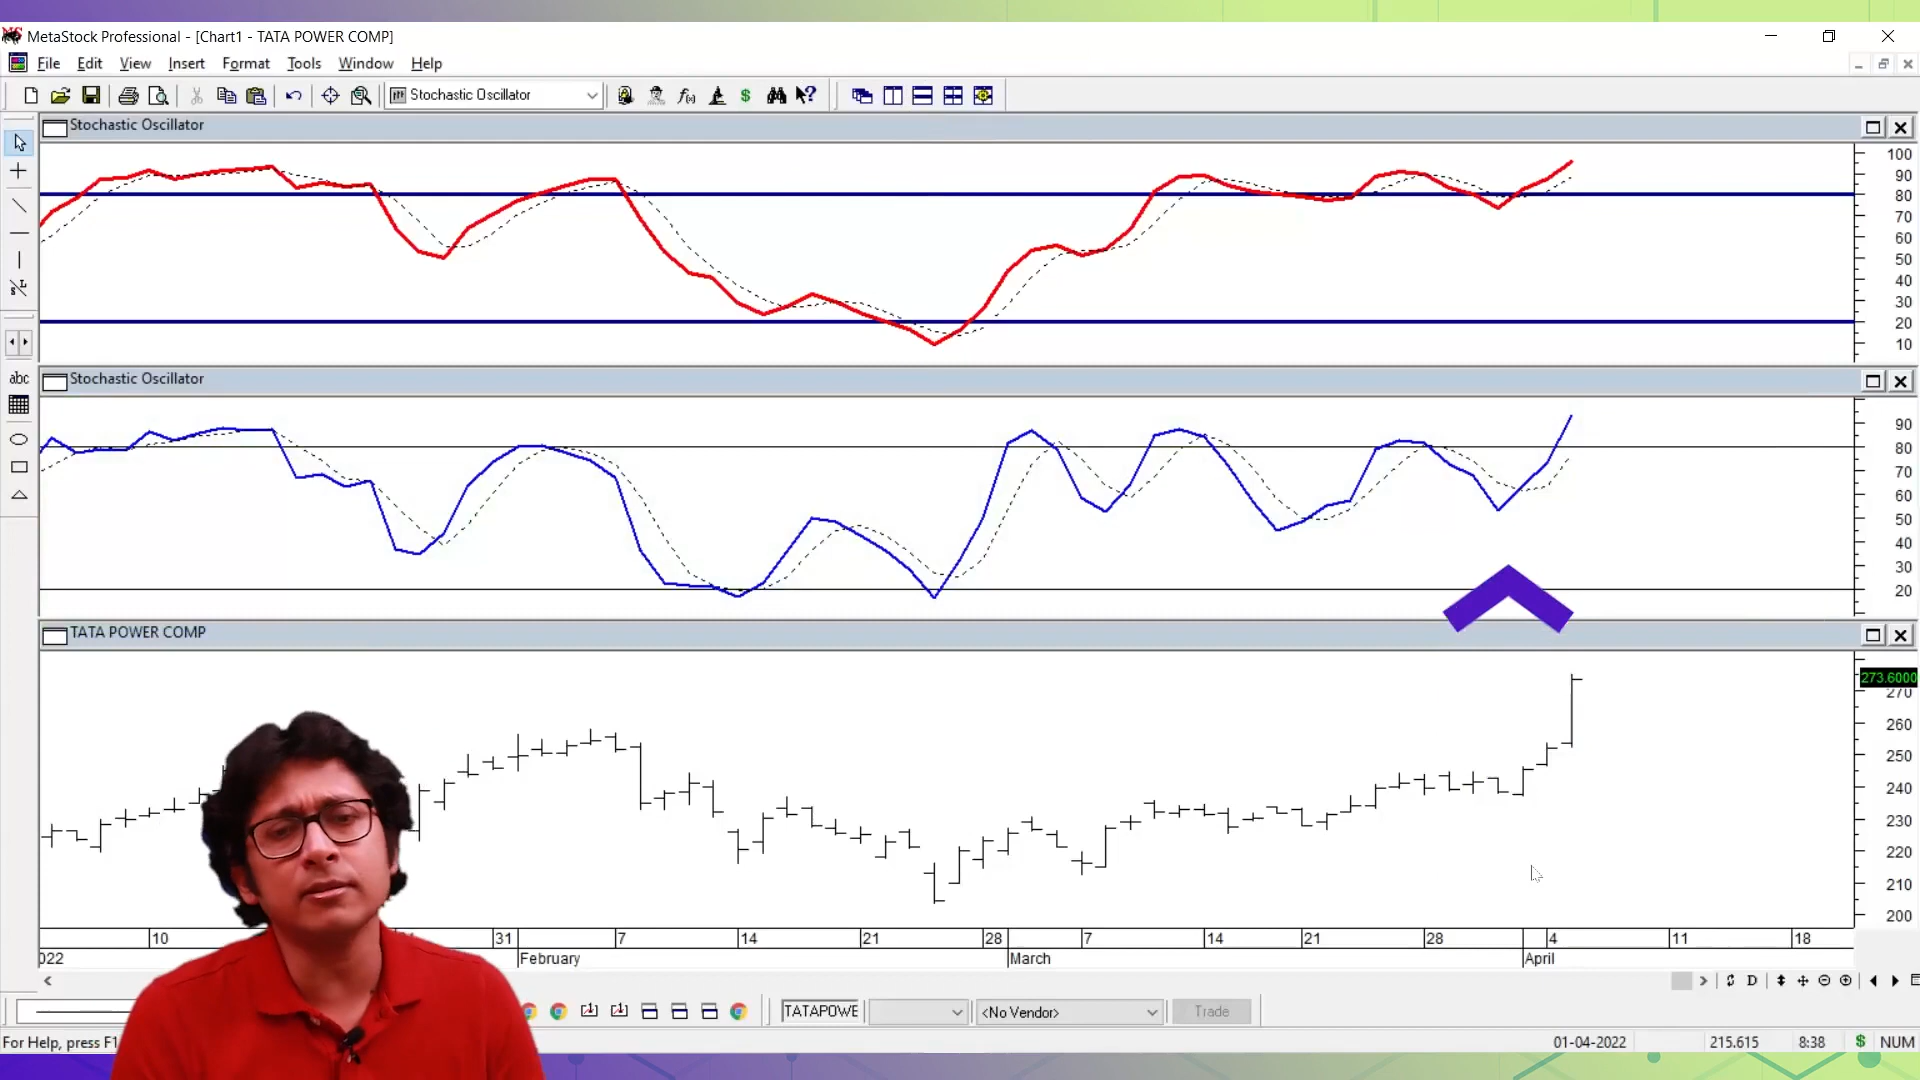 MetaStock Professional - [Chart1 - TATA POWER COMP]
File Edit View Insert Format Tools Window Help
Stochastic Oscillator
Stochastic Oscillator
100
90
80
70
60
50
40
30
20
10
Stochastic Oscillator
90
80
70
60
50
40
30
20
TATA POWER COMP
273.6000
270
260
250
240
230
220
210
200
10 31 7 14 21 28 7 14 21 28 4 11 18
022 February March April
abc
D
TATAPOWE <No Vendor> Trade
For Help, press F1 01-04-2022 215.615 8:38 $ NUM